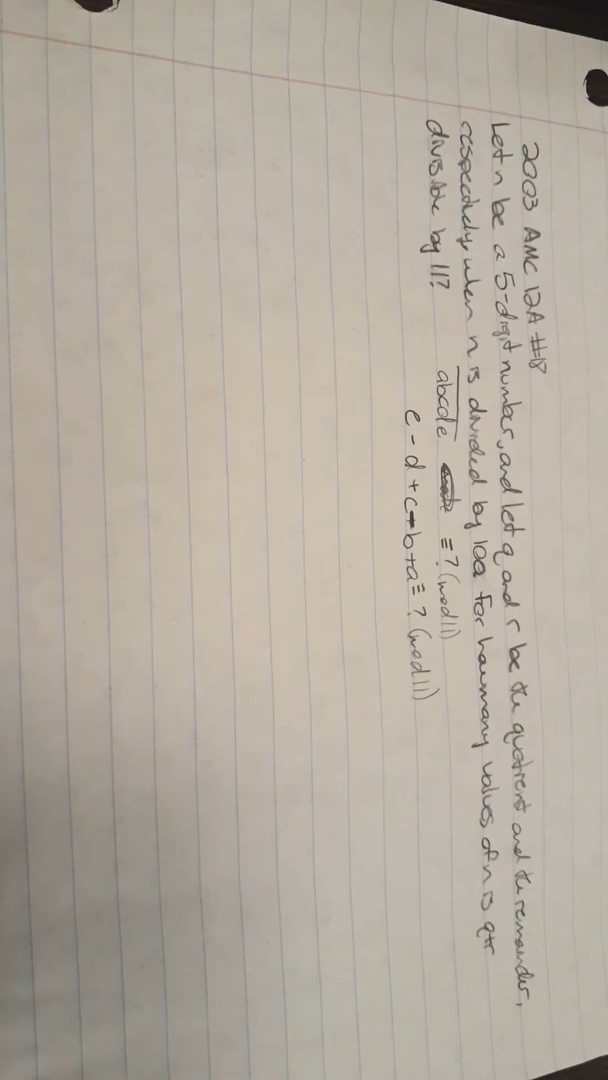 2003 AMC 12A #18
Let n be a 5-digit number, and let q and r be the quotient and the remainder,
respectively, when n is divided by 100. For how many values of n is q+r
divisible by 11?
abcde ≡ ? (mod 11)
e - d + c - b + a ≡ ? (mod 11)